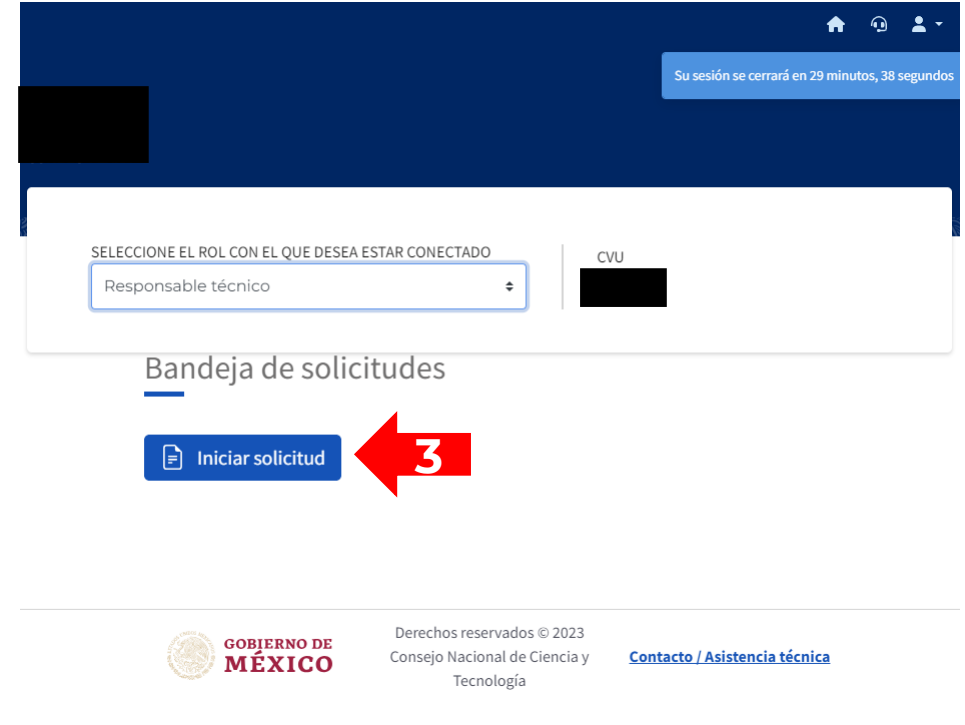 Su sesión se cerrará en 29 minutos, 38 segundos
SELECCIONE EL ROL CON EL QUE DESEA ESTAR CONECTADO
Responsable técnico
CVU
Bandeja de solicitudes
Iniciar solicitud
3
GOBIERNO DE
MÉXICO
Derechos reservados © 2023
Consejo Nacional de Ciencia y
Tecnología
Contacto / Asistencia técnica